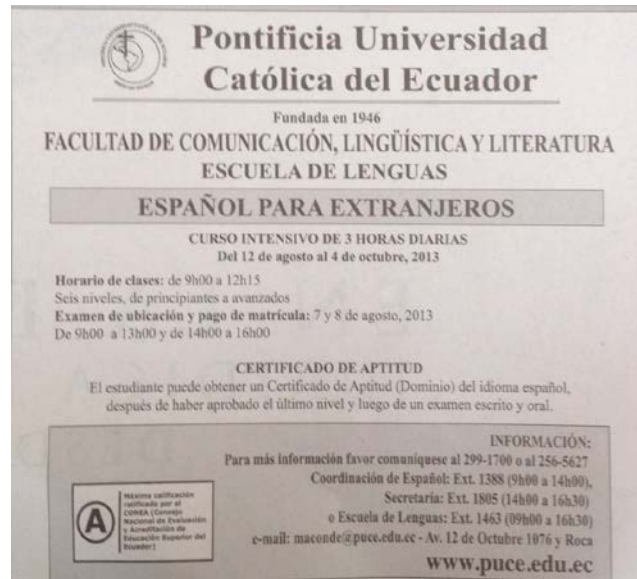 Pontificia Universidad
Católica del Ecuador
Fundada en 1946
FACULTAD DE COMUNICACIÓN, LINGÜÍSTICA Y LITERATURA
ESCUELA DE LENGUAS
ESPAÑOL PARA EXTRANJEROS
CURSO INTENSIVO DE 3 HORAS DIARIAS
Del 12 de agosto al 4 de octubre, 2013
Horario de clases: de 9h00 a 12h15
Seis niveles, de principiantes a avanzados
Examen de ubicación y pago de matrícula: 7 y 8 de agosto, 2013
De 9h00 a 13h00 y de 14h00 a 16h00
CERTIFICADO DE APTITUD
El estudiante puede obtener un Certificado de Aptitud (Dominio) del idioma español,
después de haber aprobado el último nivel y luego de un examen escrito y oral.
INFORMACIÓN:
Para más información favor comuníquese al 299-1700 o al 256-5627
Coordinación de Español: Ext. 1388 (9h00 a 14h00),
Secretaría: Ext. 1805 (14h00 a 16h30)
o Escuela de Lenguas: Ext. 1463 (09h00 a 16h30)
e-mail: maconde@puce.edu.ec - Av. 12 de Octubre 1076 y Roca
www.puce.edu.ec
A
Máxima calificación
ratificada por el
CONEA (Consejo
Nacional de Evaluación
y Acreditación de
Educación Superior del
Ecuador)